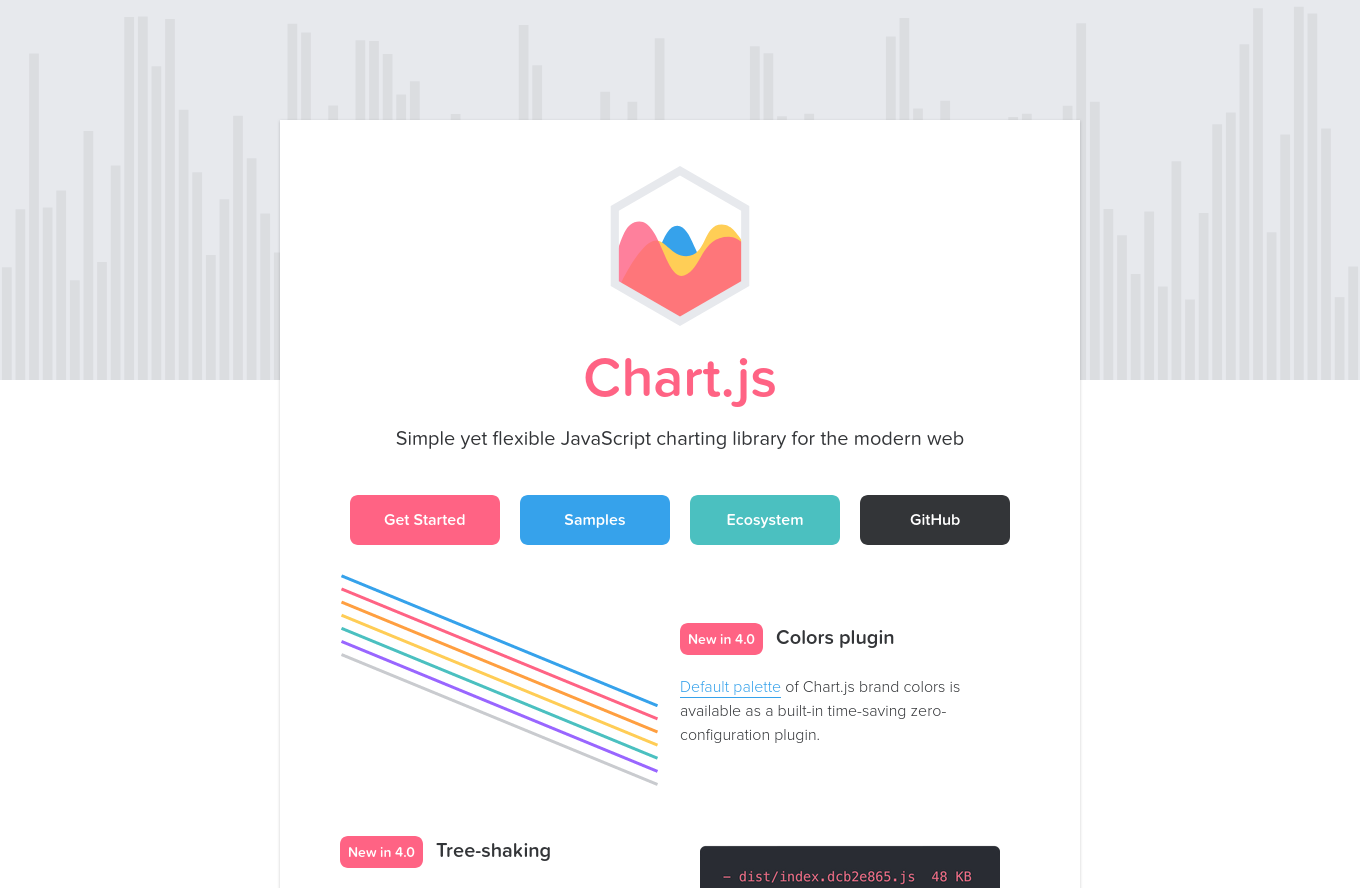 Chart.js
Simple yet flexible JavaScript charting library for the modern web
Get Started
Samples
Ecosystem
GitHub
New in 4.0
Colors plugin
Default palette of Chart.js brand colors is
available as a built-in time-saving zero-
configuration plugin.
New in 4.0
Tree-shaking
− dist/index.dcb2e865.js  48 KB